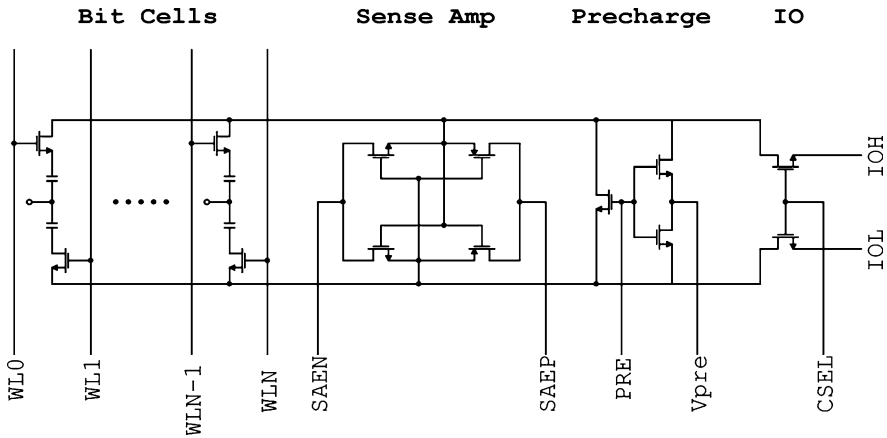 Bit Cells
Sense Amp
Precharge
IO
IOH
IOL
WL0
WL1
WLN-1
WLN
SAEN
SAEP
PRE
Vpre
CSEL